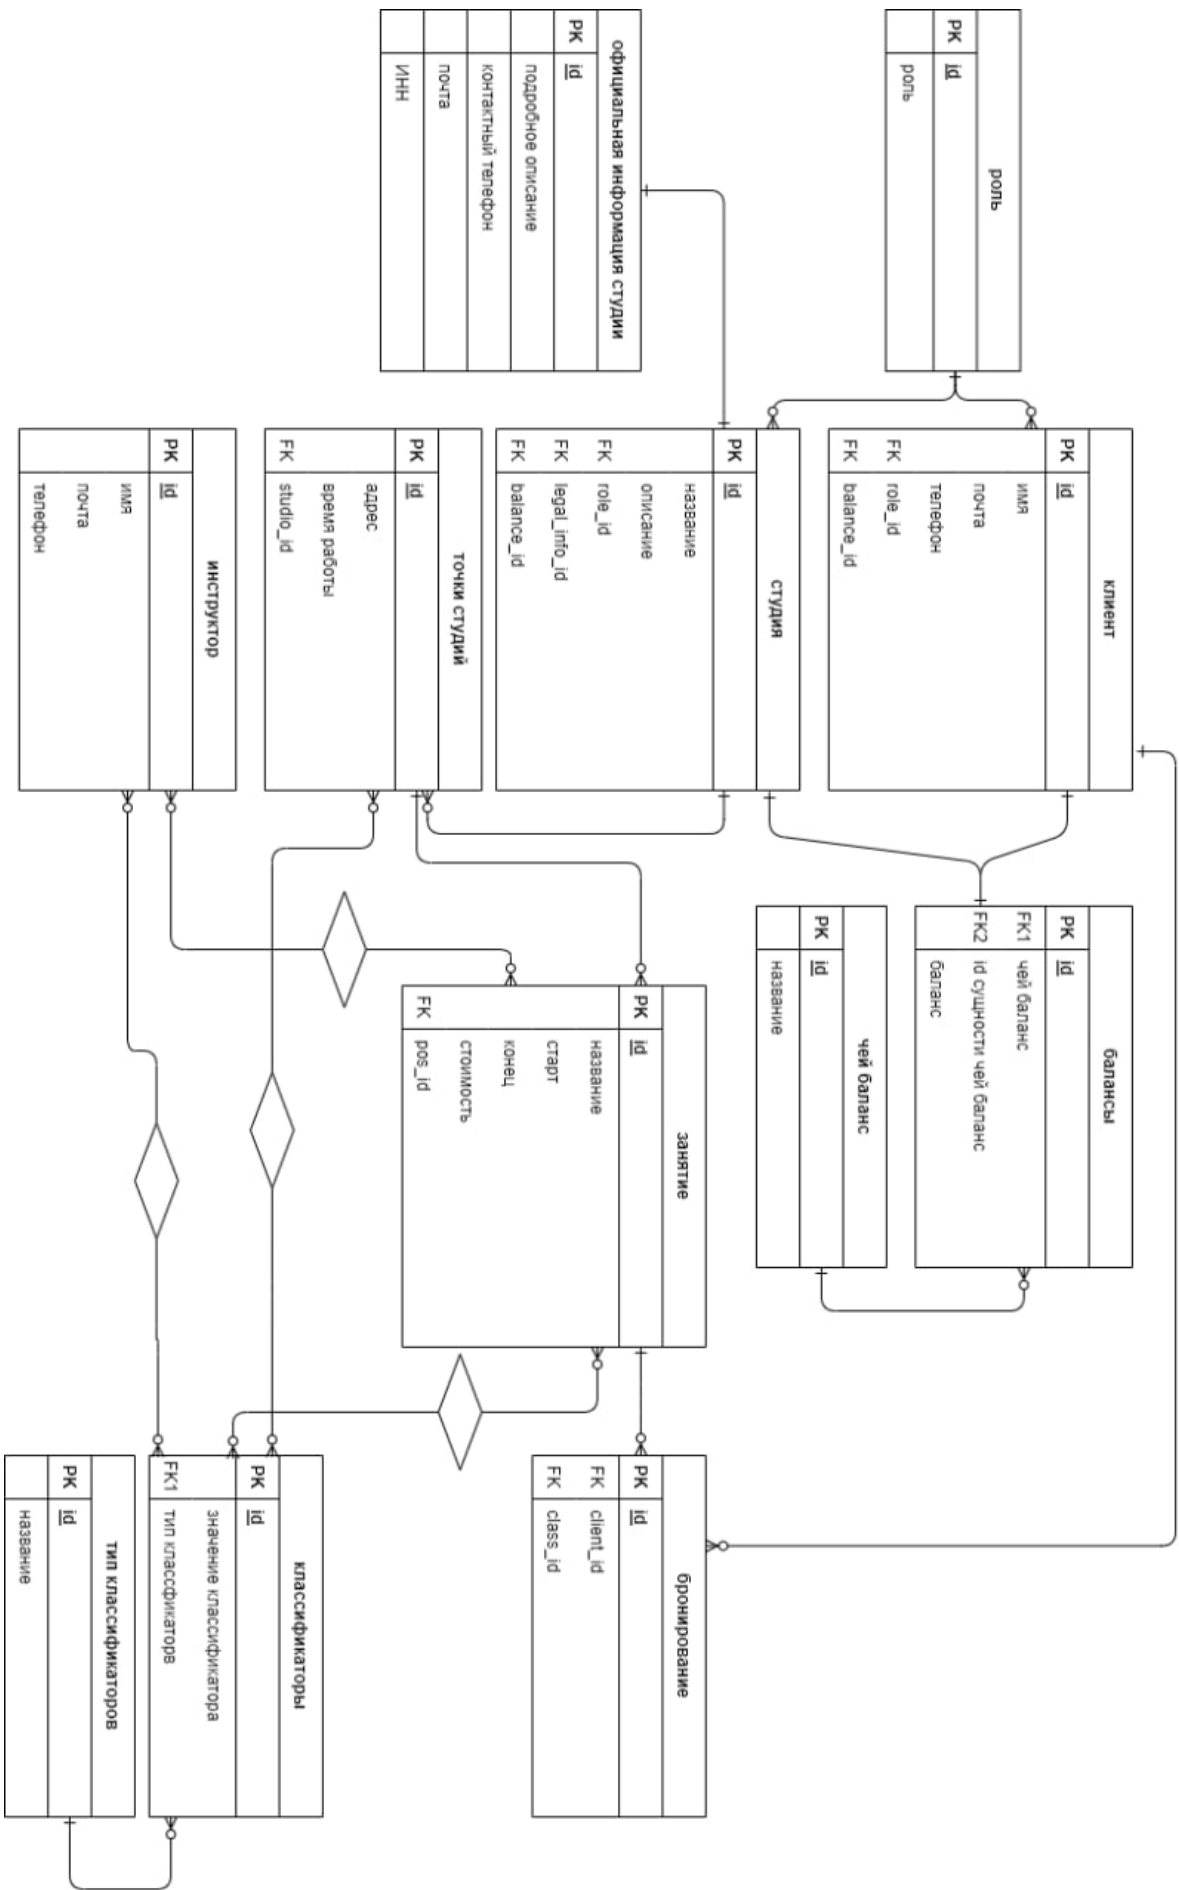 роль
PK id
роль
официальная информация студии
PK id
подробное описание
контактный телефон
почта
ИНН
клиент
PK id
имя
почта
телефон
FK role_id
FK balance_id
студия
PK id
название
описание
FK role_id
FK legal_info_id
FK balance_id
точки студий
PK id
адрес
время работы
FK studio_id
инструктор
PK id
имя
почта
телефон
балансы
PK id
FK1 чей баланс
FK2 id сущности чей баланс
баланс
чей баланс
PK id
название
занятие
PK id
название
старт
конец
стоимость
FK pos_id
бронирование
PK id
FK client_id
FK class_id
классификаторы
PK id
значение классификатора
FK1 тип классфикаторв
тип классификаторов
PK id
название